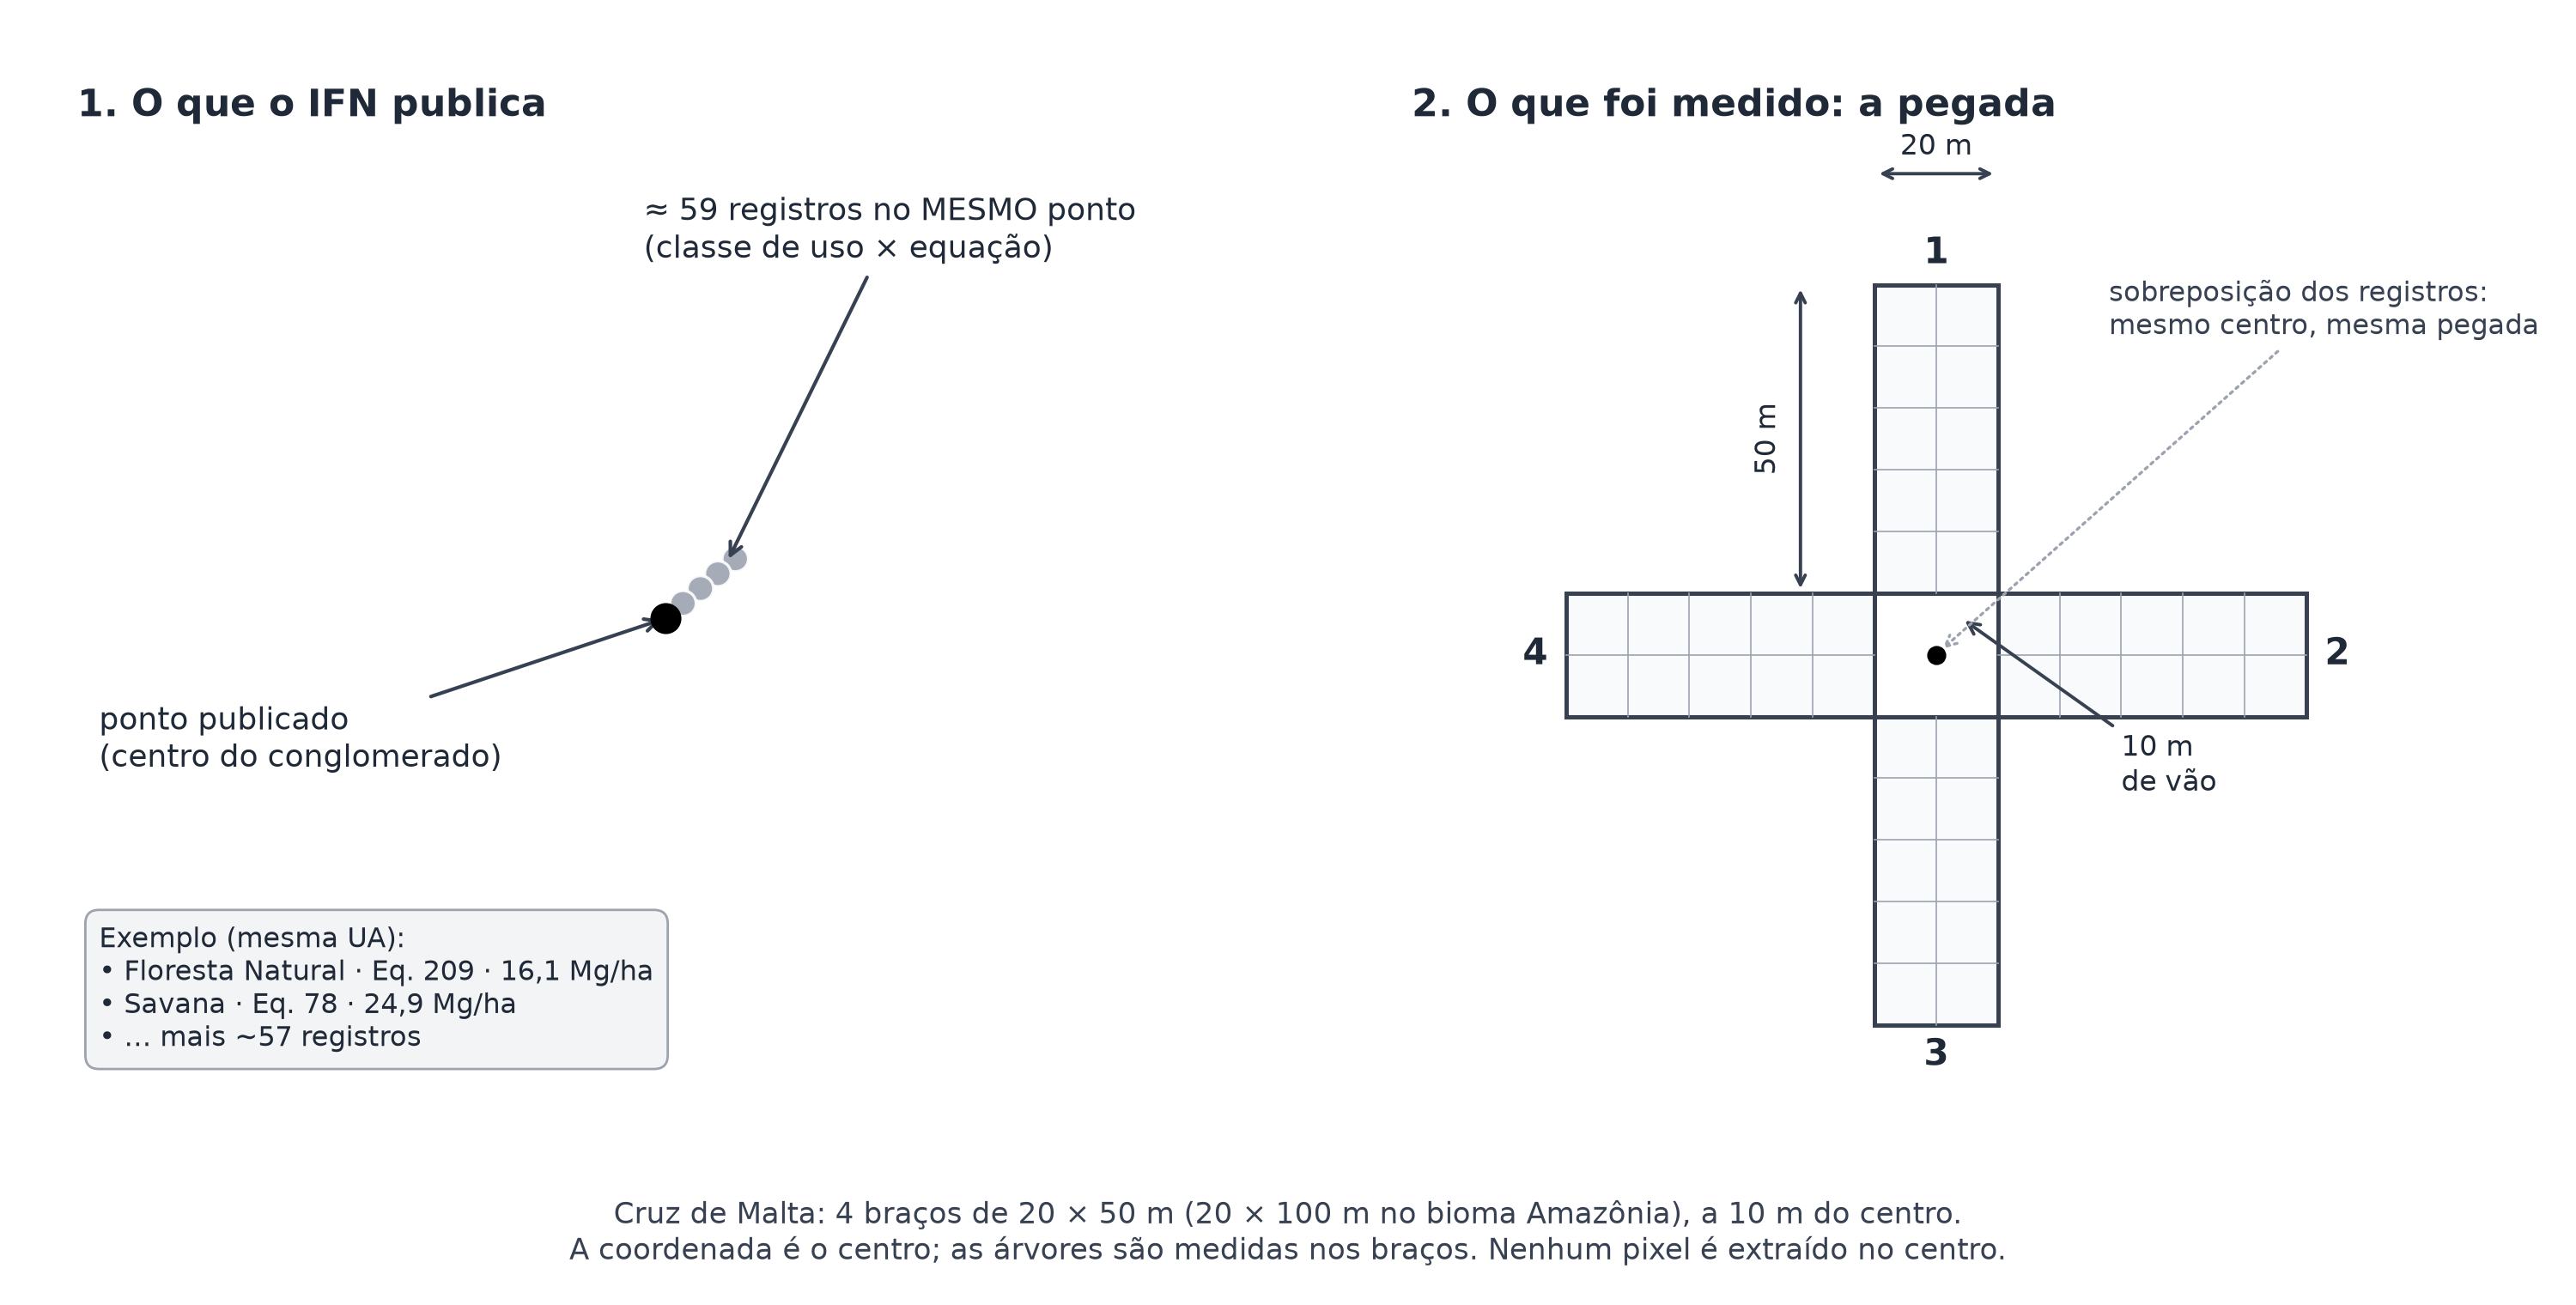 1. O que o IFN publica
≈ 59 registros no MESMO ponto
(classe de uso × equação)
ponto publicado
(centro do conglomerado)
Exemplo (mesma UA):
• Floresta Natural · Eq. 209 · 16,1 Mg/ha
• Savana · Eq. 78 · 24,9 Mg/ha
• … mais ~57 registros
2. O que foi medido: a pegada
20 m
1
sobreposição dos registros:
mesmo centro, mesma pegada
50 m
4
2
10 m
de vão
3
Cruz de Malta: 4 braços de 20 × 50 m (20 × 100 m no bioma Amazônia), a 10 m do centro.
A coordenada é o centro; as árvores são medidas nos braços. Nenhum pixel é extraído no centro.